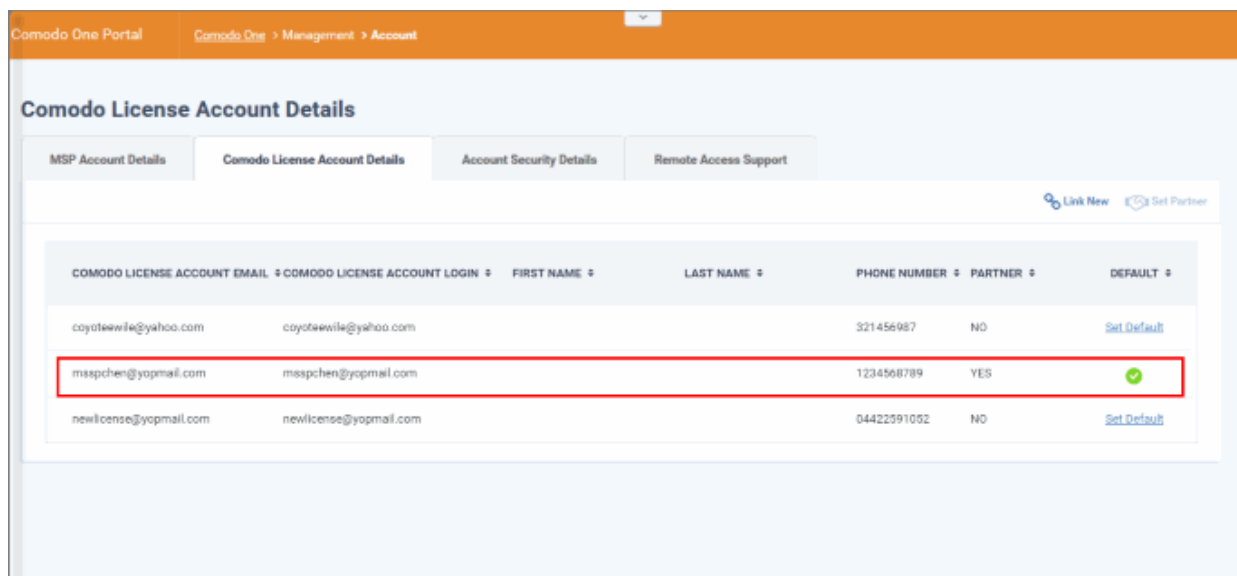 Comodo One Portal Comodo One > Management > Account
Comodo License Account Details
MSP Account Details Comodo License Account Details Account Security Details Remote Access Support
Link New Set Partner
COMODO LICENSE ACCOUNT EMAIL COMODO LICENSE ACCOUNT LOGIN FIRST NAME LAST NAME PHONE NUMBER PARTNER DEFAULT
coyoteewile@yahoo.com coyoteewile@yahoo.com 321456987 NO Set Default
msspchen@yopmail.com msspchen@yopmail.com 1234568789 YES
newlicense@yopmail.com newlicense@yopmail.com 04422591052 NO Set Default